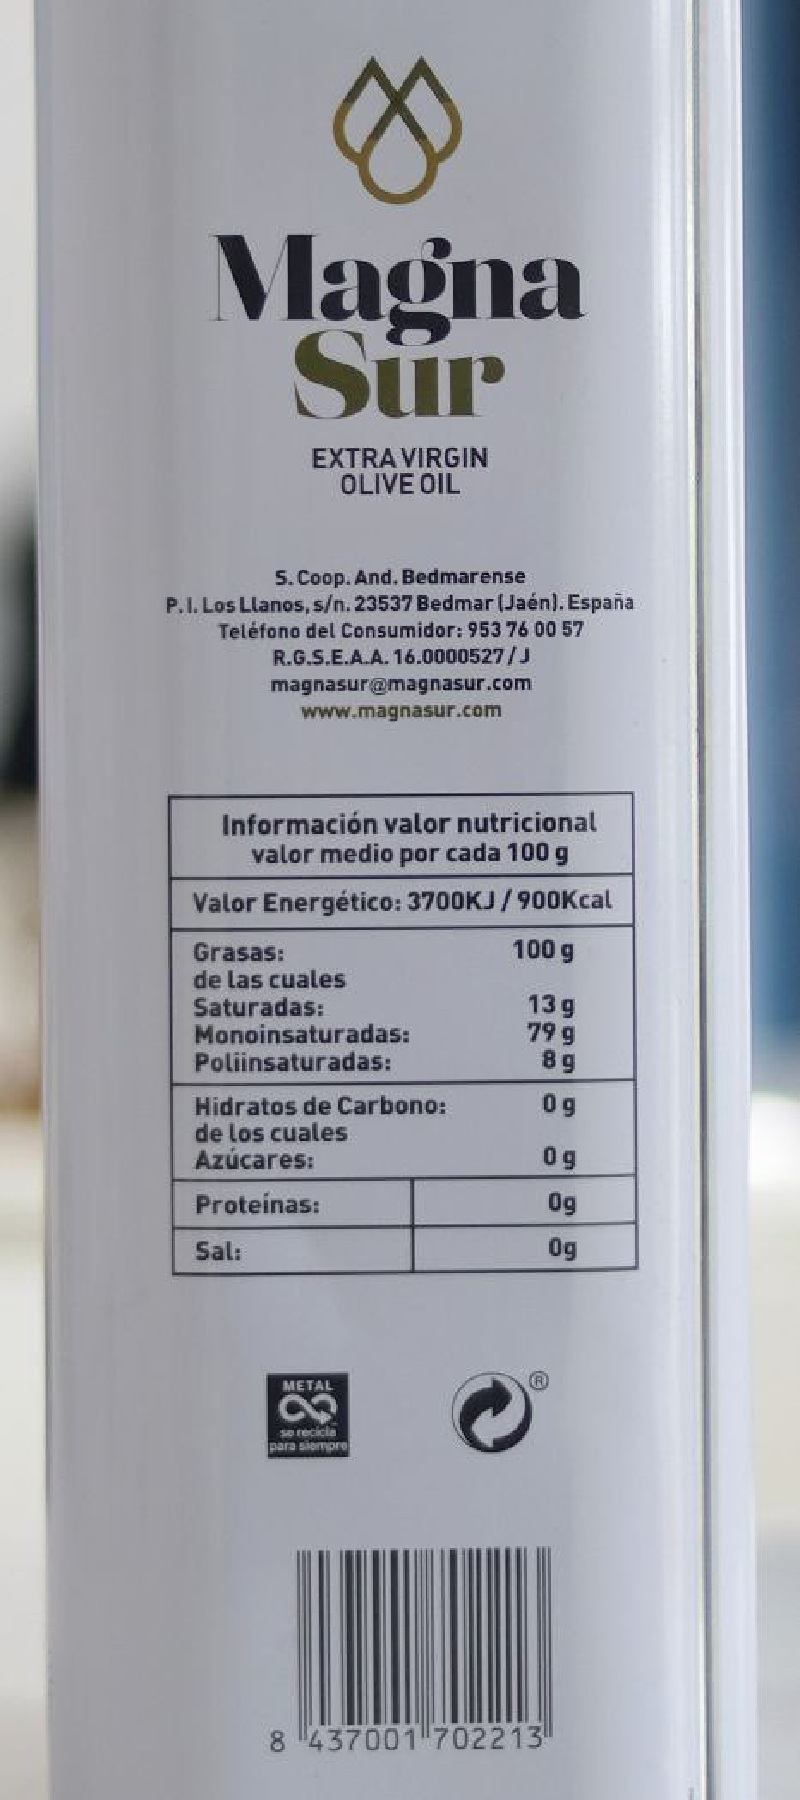 Magna
Sur
EXTRA VIRGIN
OLIVE OIL
S. Coop. And. Bedmarense
P.I. Los Llanos, s/n. 23537 Bedmar (Jaén). España
Teléfono del Consumidor: 953 76 00 57
R.G.S.E.A.A. 16.0000527/J
magnasur@magnasur.com
www.magnasur.com
Información valor nutricional
valor medio por cada 100 g
Valor Energético: 3700KJ / 900Kcal
Grasas: 100 g
de las cuales
Saturadas: 13 g
Monoinsaturadas: 79 g
Poliinsaturadas: 8 g
Hidratos de Carbono: 0 g
de los cuales
Azúcares: 0 g
Proteínas: 0g
Sal: 0g
METAL
se recicla
para siempre
®
8 437001 702213